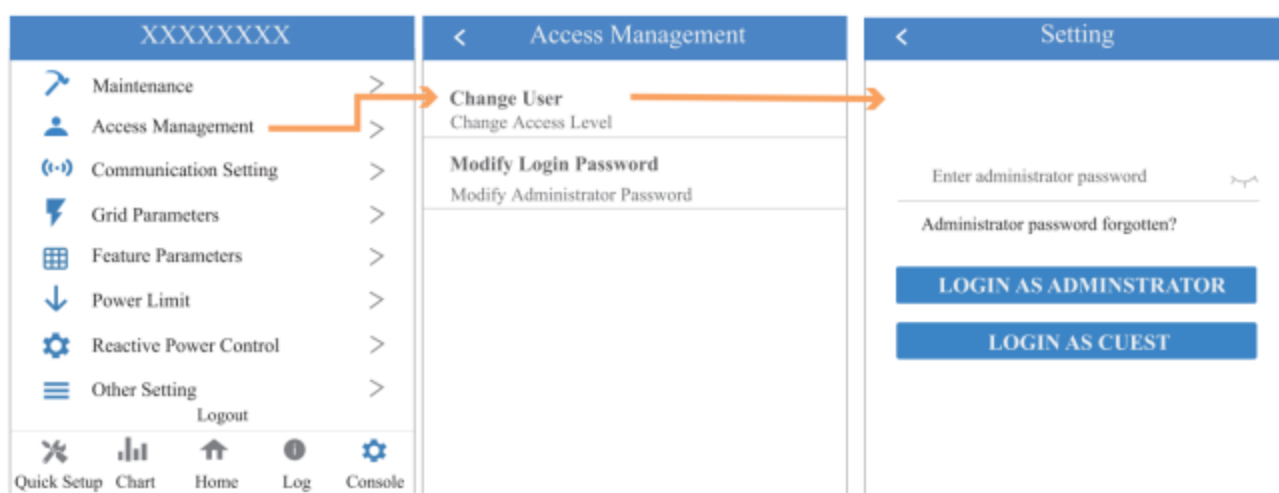 XXXXXXXX
Maintenance
Access Management
Communication Setting
Grid Parameters
Feature Parameters
Power Limit
Reactive Power Control
Other Setting
Logout
Quick Setup Chart Home Log Console
Access Management
Change User
Change Access Level
Modify Login Password
Modify Administrator Password
Setting
Enter administrator password
Administrator password forgotten?
LOGIN AS ADMINSTRATOR
LOGIN AS CUEST